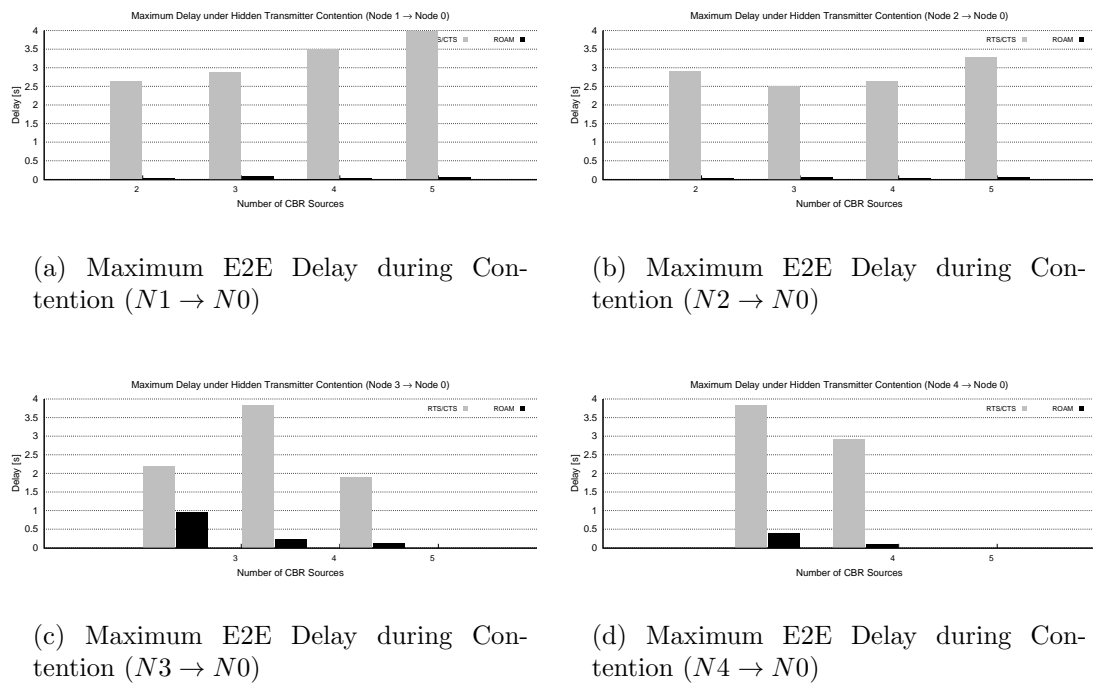 Maximum Delay under Hidden Transmitter Contention (Node 1 → Node 0)
4
3.5
3
2.5
2
1.5
1
0.5
0
Delay [s]
S/CTS
ROAM
2
3
4
5
Number of CBR Sources
(a) Maximum E2E Delay during Con-
tention (N1 → N0)
Maximum Delay under Hidden Transmitter Contention (Node 2 → Node 0)
4
3.5
3
2.5
2
1.5
1
0.5
0
Delay [s]
RTS/CTS
ROAM
2
3
4
5
Number of CBR Sources
(b) Maximum E2E Delay during Con-
tention (N2 → N0)
Maximum Delay under Hidden Transmitter Contention (Node 3 → Node 0)
4
3.5
3
2.5
2
1.5
1
0.5
0
Delay [s]
RTS/CTS
ROAM
3
4
5
Number of CBR Sources
(c) Maximum E2E Delay during Con-
tention (N3 → N0)
Maximum Delay under Hidden Transmitter Contention (Node 4 → Node 0)
4
3.5
3
2.5
2
1.5
1
0.5
0
Delay [s]
RTS/CTS
ROAM
4
5
Number of CBR Sources
(d) Maximum E2E Delay during Con-
tention (N4 → N0)